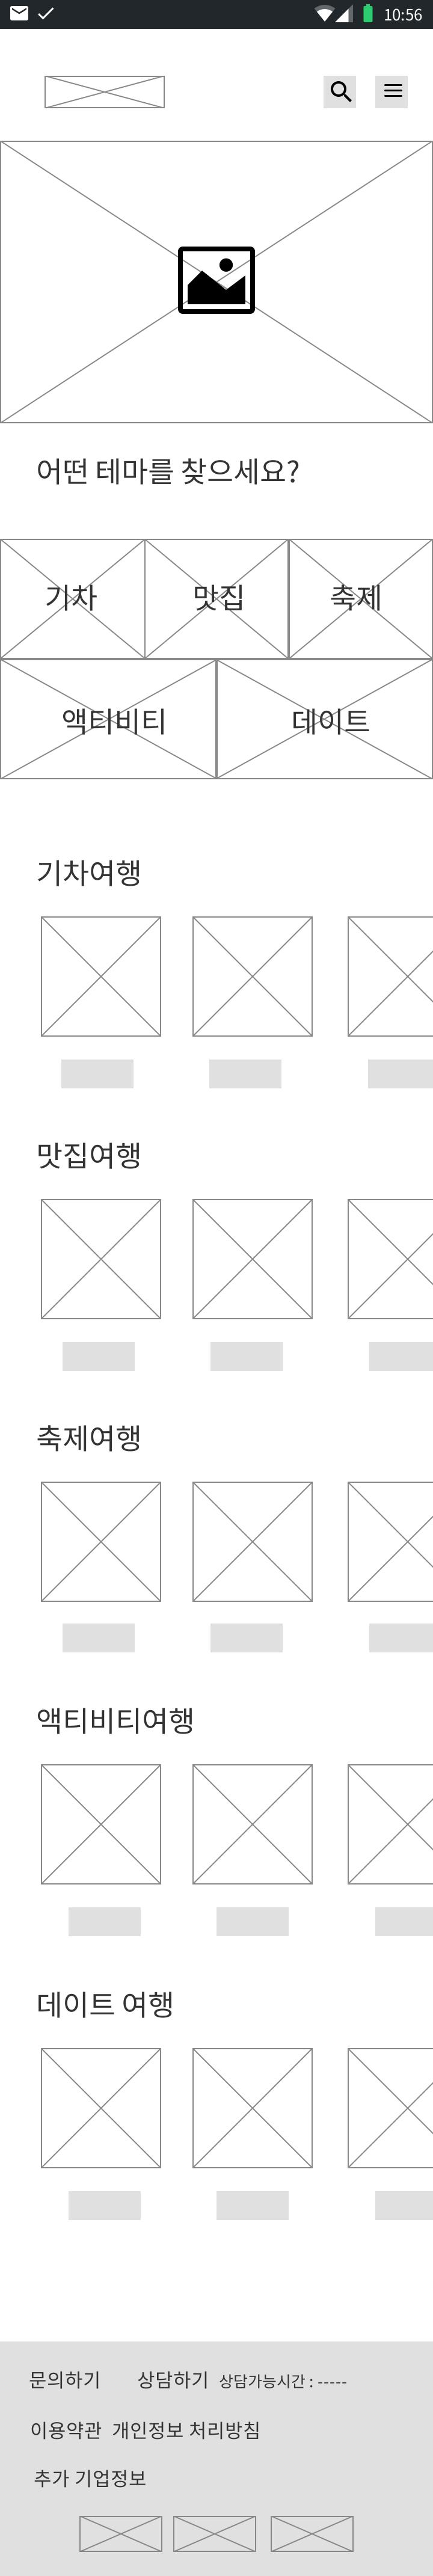 10:56
어떤 테마를 찾으세요?
기차 맛집 축제
액티비티 데이트
기차여행
맛집여행
축제여행
액티비티여행
데이트 여행
문의하기 상담하기 상담가능시간 : -----
이용약관 개인정보 처리방침
추가 기업정보